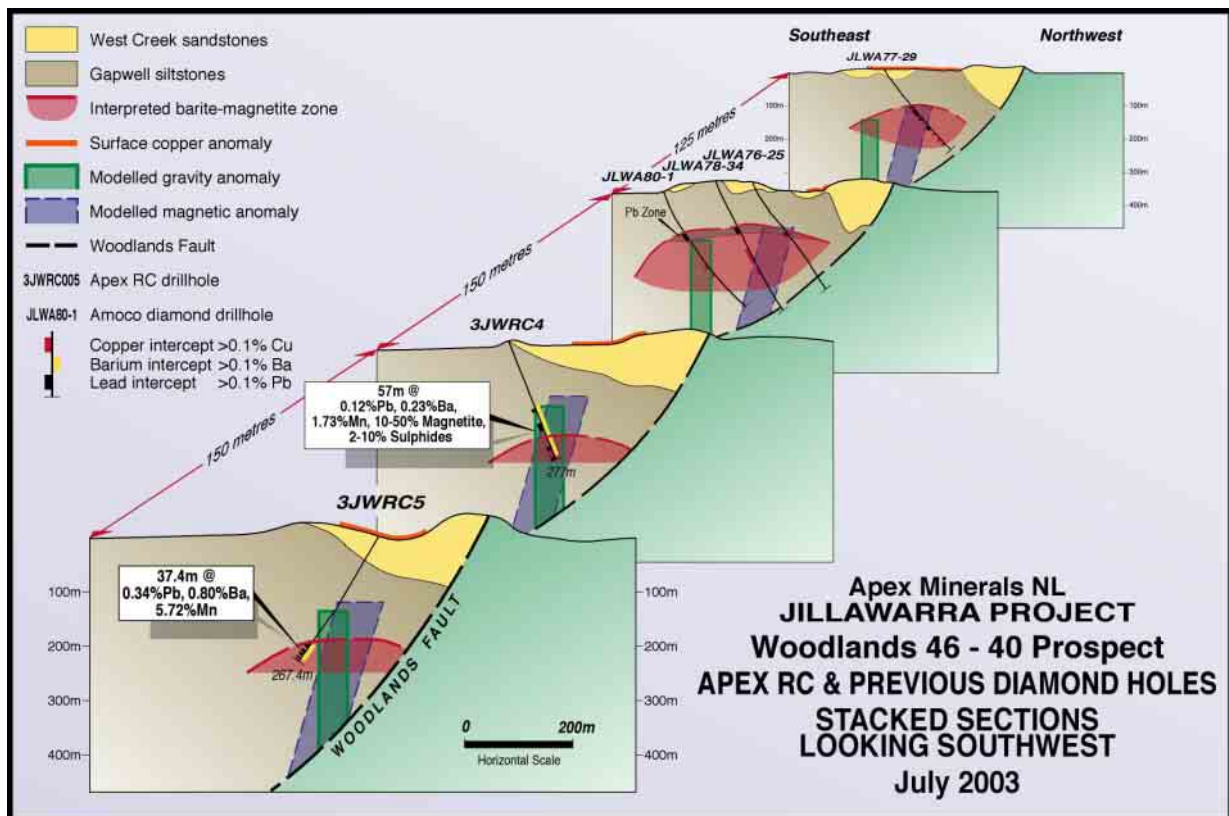 West Creek sandstones
Gapwell siltstones
Interpreted barite-magnetite zone
Surface copper anomaly
Modelled gravity anomaly
Modelled magnetic anomaly
Woodlands Fault
3JWRC005 Apex RC drillhole
JLWA80-1 Amoco diamond drillhole
Copper intercept >0.1% Cu
Barium intercept >0.1% Ba
Lead intercept >0.1% Pb
Southeast
Northwest
JLWA77-29
100m
200m
300m
400m
100m
200m
125 metres
JLWA76-25
JLWA78-34
JLWA80-1
Pb Zone
150 metres
3JWRC4
57m @
0.12%Pb, 0.23%Ba,
1.73%Mn, 10-50% Magnetite,
2-10% Sulphides
277m
150 metres
3JWRC5
37.4m @
0.34%Pb, 0.80%Ba,
5.72%Mn
267.4m
100m
200m
300m
400m
100m
200m
300m
400m
WOODLANDS FAULT
0 200m
Horizontal Scale
Apex Minerals NL
JILLAWARRA PROJECT
Woodlands 46 - 40 Prospect
APEX RC & PREVIOUS DIAMOND HOLES
STACKED SECTIONS
LOOKING SOUTHWEST
July 2003